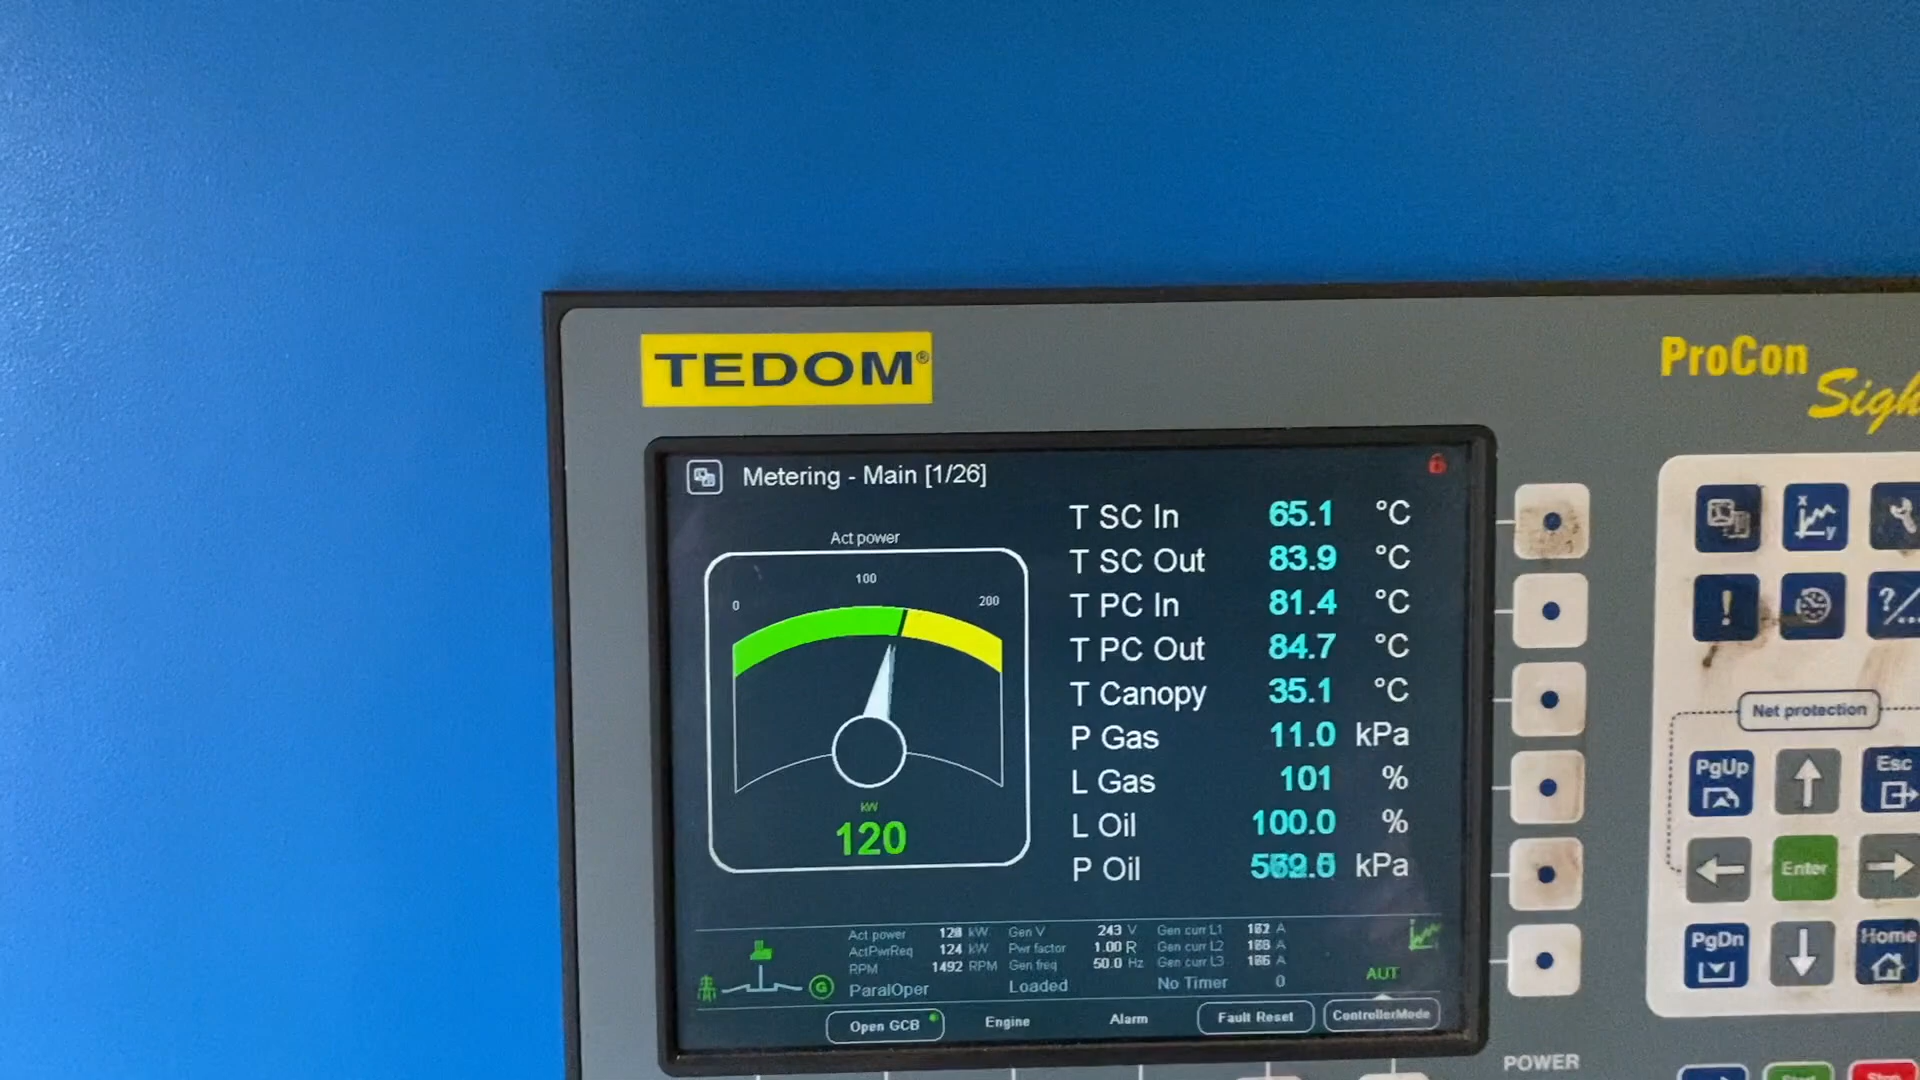 TEDOM®
ProCon
Metering - Main [1/26]
Act power
0
100
200
kW
120
T SC In 65.1 °C
T SC Out 83.9 °C
T PC In 81.4 °C
T PC Out 84.7 °C
T Canopy 35.1 °C
P Gas 11.0 kPa
L Gas 101 %
L Oil 100.0 %
P Oil kPa
Act power kW Gen V 243 V Gen curr L1 A
ActPwrReq 124 kW Pwr factor 1.00 R Gen curr L2 A
RPM 1492 RPM Gen freq 50.0 Hz Gen curr L3 A
ParalOper Loaded No Timer 0
G
AUT
Open GCB Engine Alarm Fault Reset ControllerMode
x
y
!
Net protection
PgUp Esc
Enter
PgDn Home
POWER